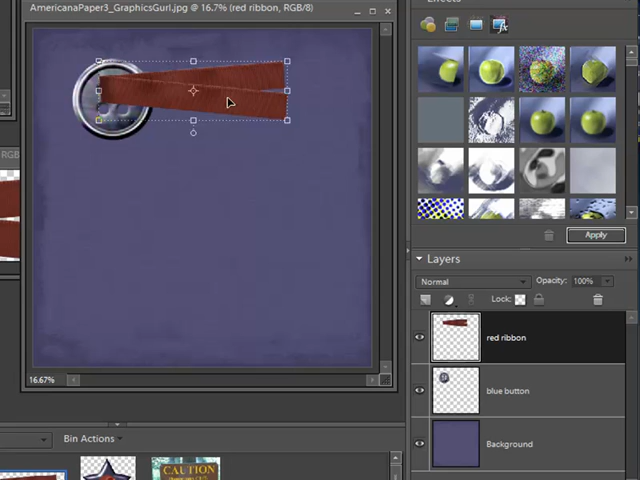 AmericanaPaper3_GraphicsGurl.jpg @ 16.7% (red ribbon, RGB/8)
Effects
RGB
Apply
Layers
Normal
Opacity: 100%
Lock:
red ribbon
blue button
Background
16.67%
Bin Actions
CAUTION